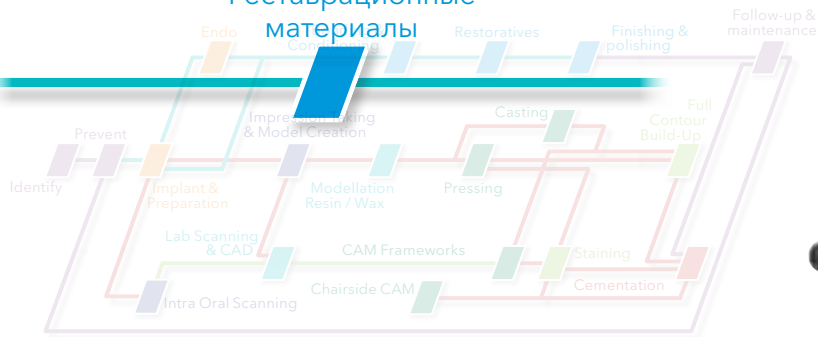 Реставрационные
материалы
Follow-up &
maintenance
Endo
Conditioning
Restoratives
Finishing &
polishing
Impression Taking
& Model Creation
Casting
Full
Contour
Build-Up
Prevent
Identify
Implant &
Preparation
Modellation
Resin / Wax
Pressing
Lab Scanning
& CAD
CAM Frameworks
Staining
Intra Oral Scanning
Chairside CAM
Cementation